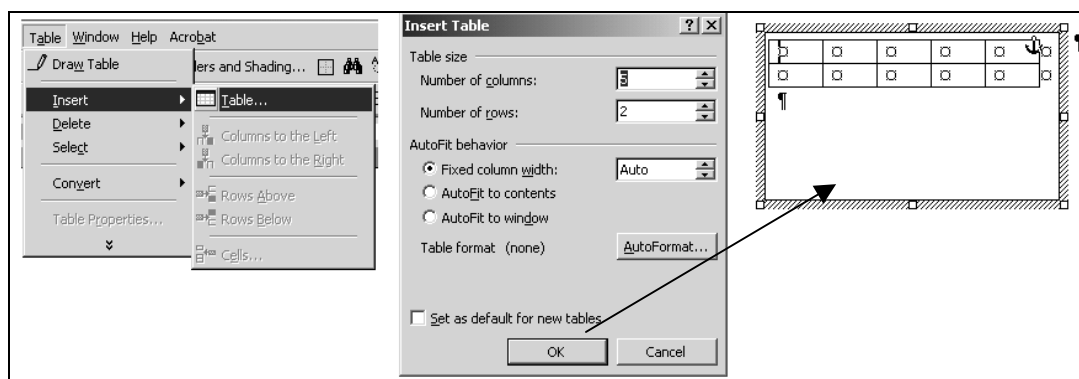 Table Window Help Acrobat
Draw Table
ders and Shading...
Insert
Table...
Delete
Columns to the Left
Select
Columns to the Right
Convert
Rows Above
Rows Below
Table Properties...
Cells...
Insert Table
Table size
Number of columns: 5
Number of rows: 2
AutoFit behavior
Fixed column width: Auto
AutoFit to contents
AutoFit to window
Table format (none) AutoFormat...
Set as default for new tables
OK Cancel
¤ ¤ ¤ ¤ ¤ ¤ ¶
¤ ¤ ¤ ¤ ¤ ¤
¶